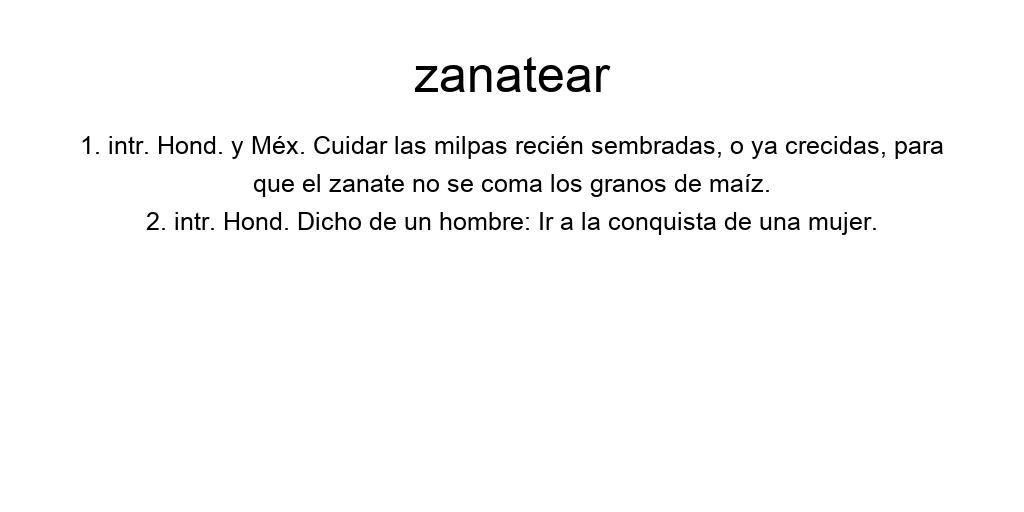 zanatear
1. intr. Hond. y Méx. Cuidar las milpas recién sembradas, o ya crecidas, para
que el zanate no se coma los granos de maíz.
2. intr. Hond. Dicho de un hombre: Ir a la conquista de una mujer.